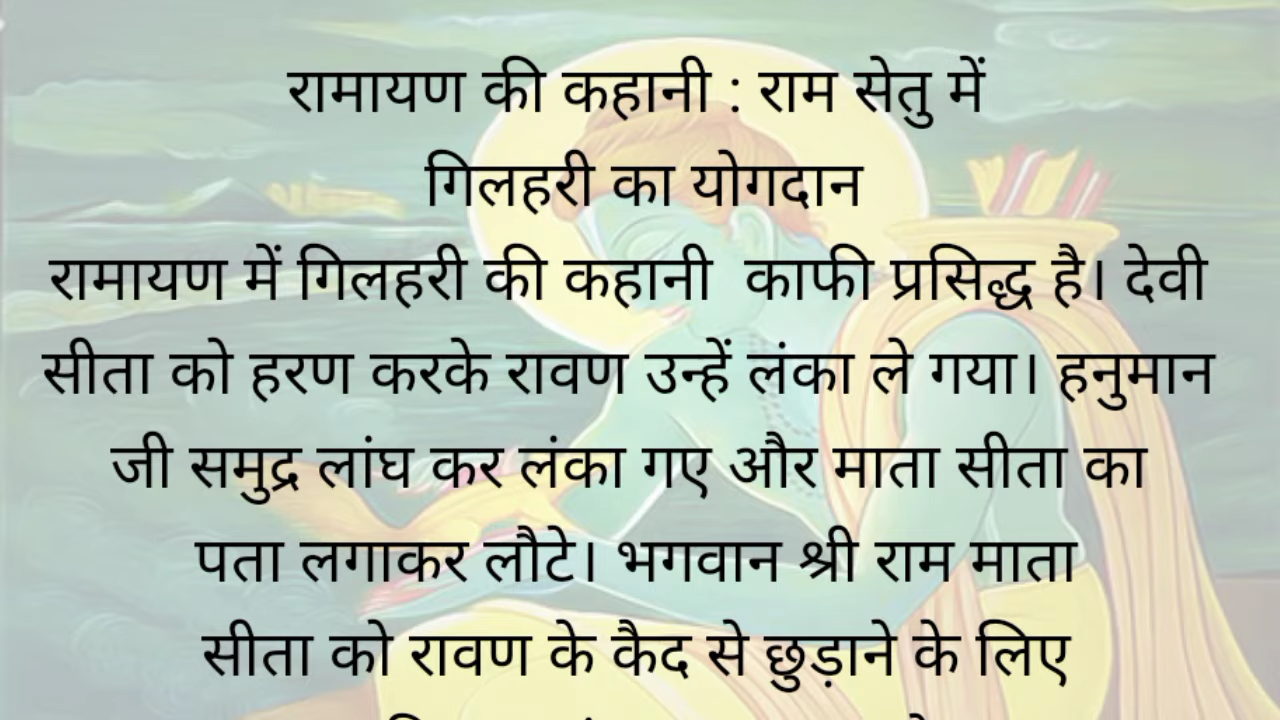 रामायण की कहानी : राम सेतु में
गिलहरी का योगदान
रामायण में गिलहरी की कहानी  काफी प्रसिद्ध है। देवी
सीता को हरण करके रावण उन्हें लंका ले गया। हनुमान
जी समुद्र लांघ कर लंका गए और माता सीता का
पता लगाकर लौटे। भगवान श्री राम माता
सीता को रावण के कैद से छुड़ाने के लिए